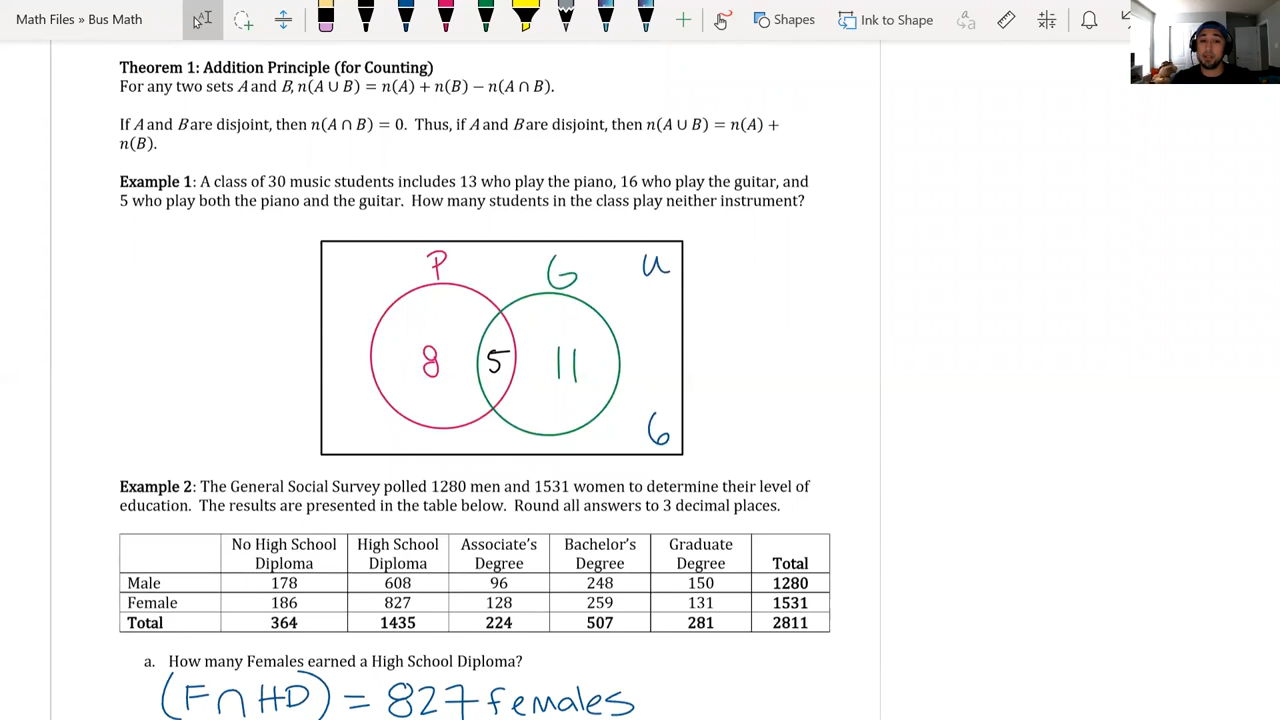 Math Files » Bus Math
Shapes
Ink to Shape
Theorem 1: Addition Principle (for Counting)
For any two sets A and B, n(A ∪ B) = n(A) + n(B) − n(A ∩ B).
If A and B are disjoint, then n(A ∩ B) = 0. Thus, if A and B are disjoint, then n(A ∪ B) = n(A) +
n(B).
Example 1: A class of 30 music students includes 13 who play the piano, 16 who play the guitar, and
5 who play both the piano and the guitar. How many students in the class play neither instrument?
P G U
8 5 11
6
Example 2: The General Social Survey polled 1280 men and 1531 women to determine their level of
education. The results are presented in the table below. Round all answers to 3 decimal places.
No High School High School Associate's Bachelor's Graduate
Diploma Diploma Degree Degree Degree Total
Male 178 608 96 248 150 1280
Female 186 827 128 259 131 1531
Total 364 1435 224 507 281 2811
a. How many Females earned a High School Diploma?
(F ∩ HD) = 827 females